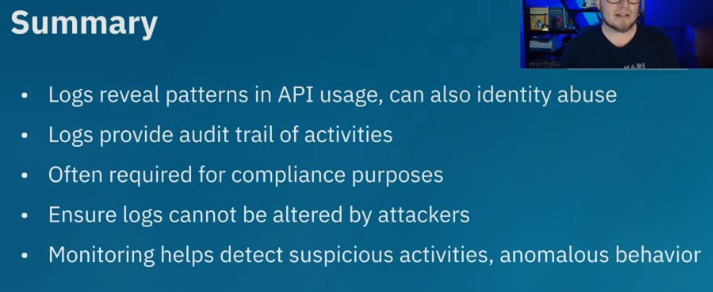 Summary
• Logs reveal patterns in API usage, can also identity abuse
• Logs provide audit trail of activities
• Often required for compliance purposes
• Ensure logs cannot be altered by attackers
• Monitoring helps detect suspicious activities, anomalous behavior